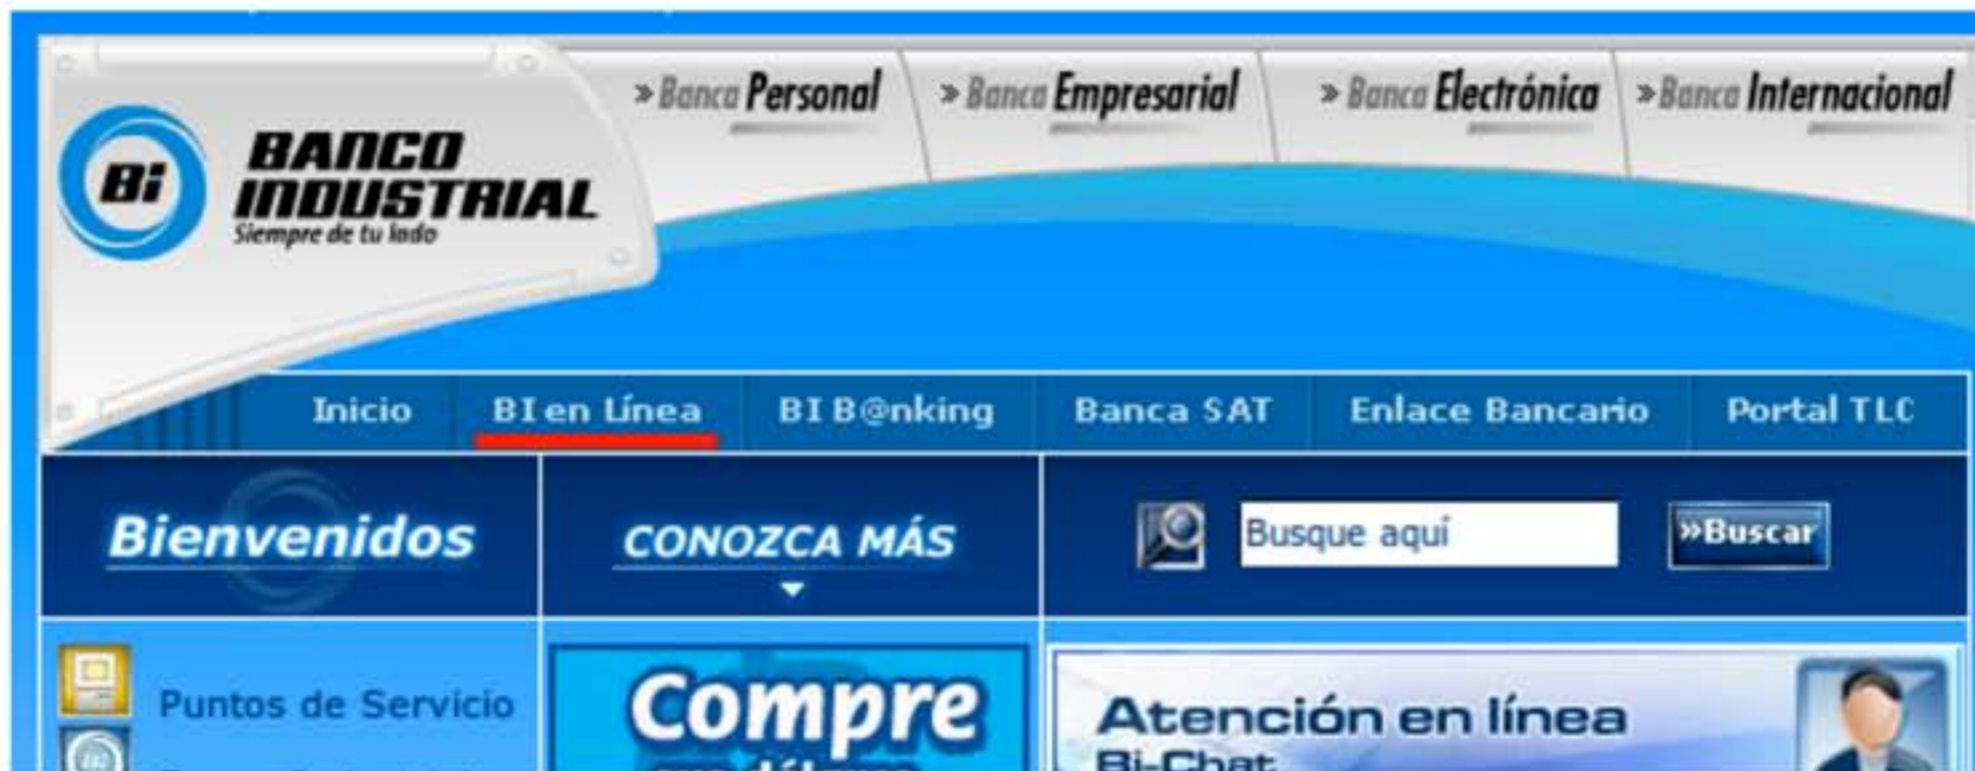 »Banca Personal
»Banca Empresarial
»Banca Electrónica
»Banca Internacional
Bi
BANCO
INDUSTRIAL
Siempre de tu lado
Inicio
BI en Línea
BI B@nking
Banca SAT
Enlace Bancario
Portal TLC
Bienvenidos
CONOZCA MÁS
Busque aquí
»Buscar
Puntos de Servicio
Compre
Atención en línea
Bi-Chat